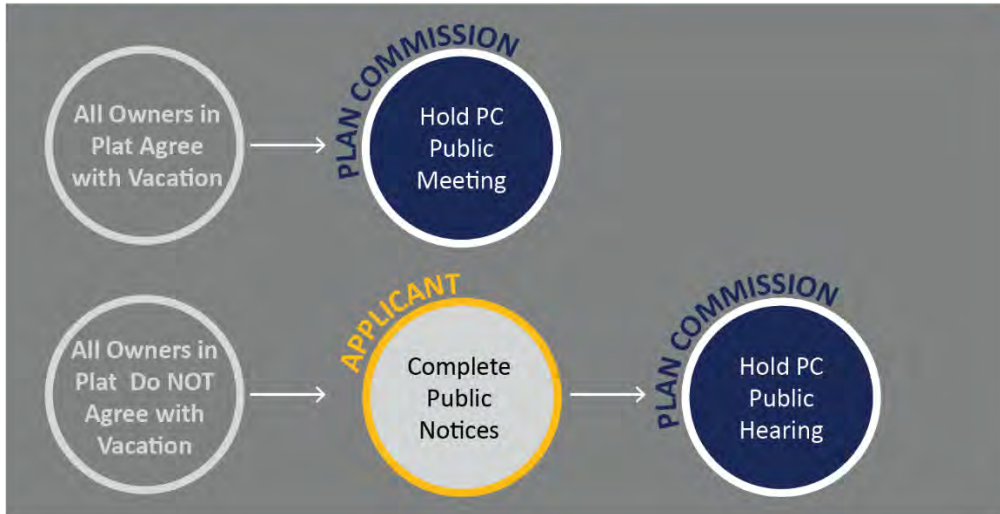 All Owners in
Plat Agree
with Vacation
PLAN COMMISSION
Hold PC
Public
Meeting
All Owners in
Plat Do NOT
Agree with
Vacation
APPLICANT
Complete
Public
Notices
PLAN COMMISSION
Hold PC
Public
Hearing